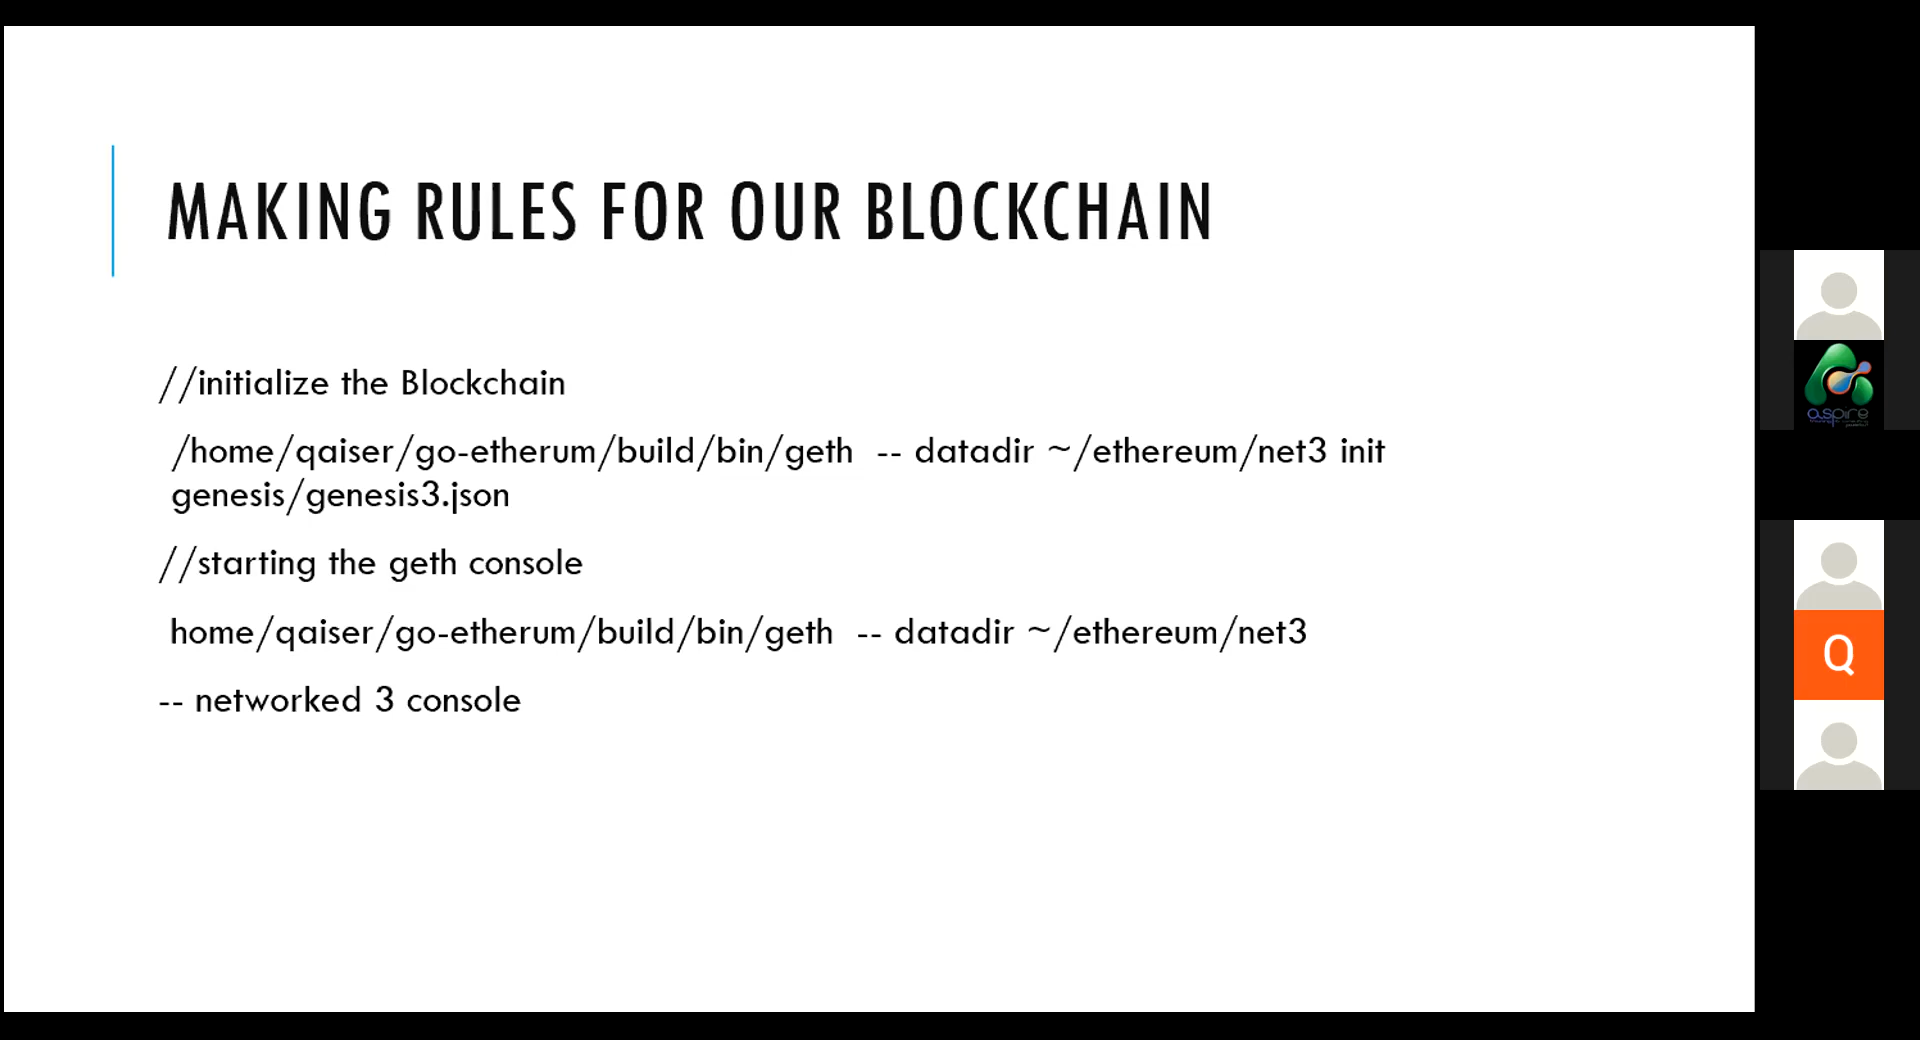 MAKING RULES FOR OUR BLOCKCHAIN
//initialize the Blockchain
/home/qaiser/go-etherum/build/bin/geth -- datadir ~/ethereum/net3 init
genesis/genesis3.json
//starting the geth console
home/qaiser/go-etherum/build/bin/geth -- datadir ~/ethereum/net3
-- networked 3 console
aspire
Q